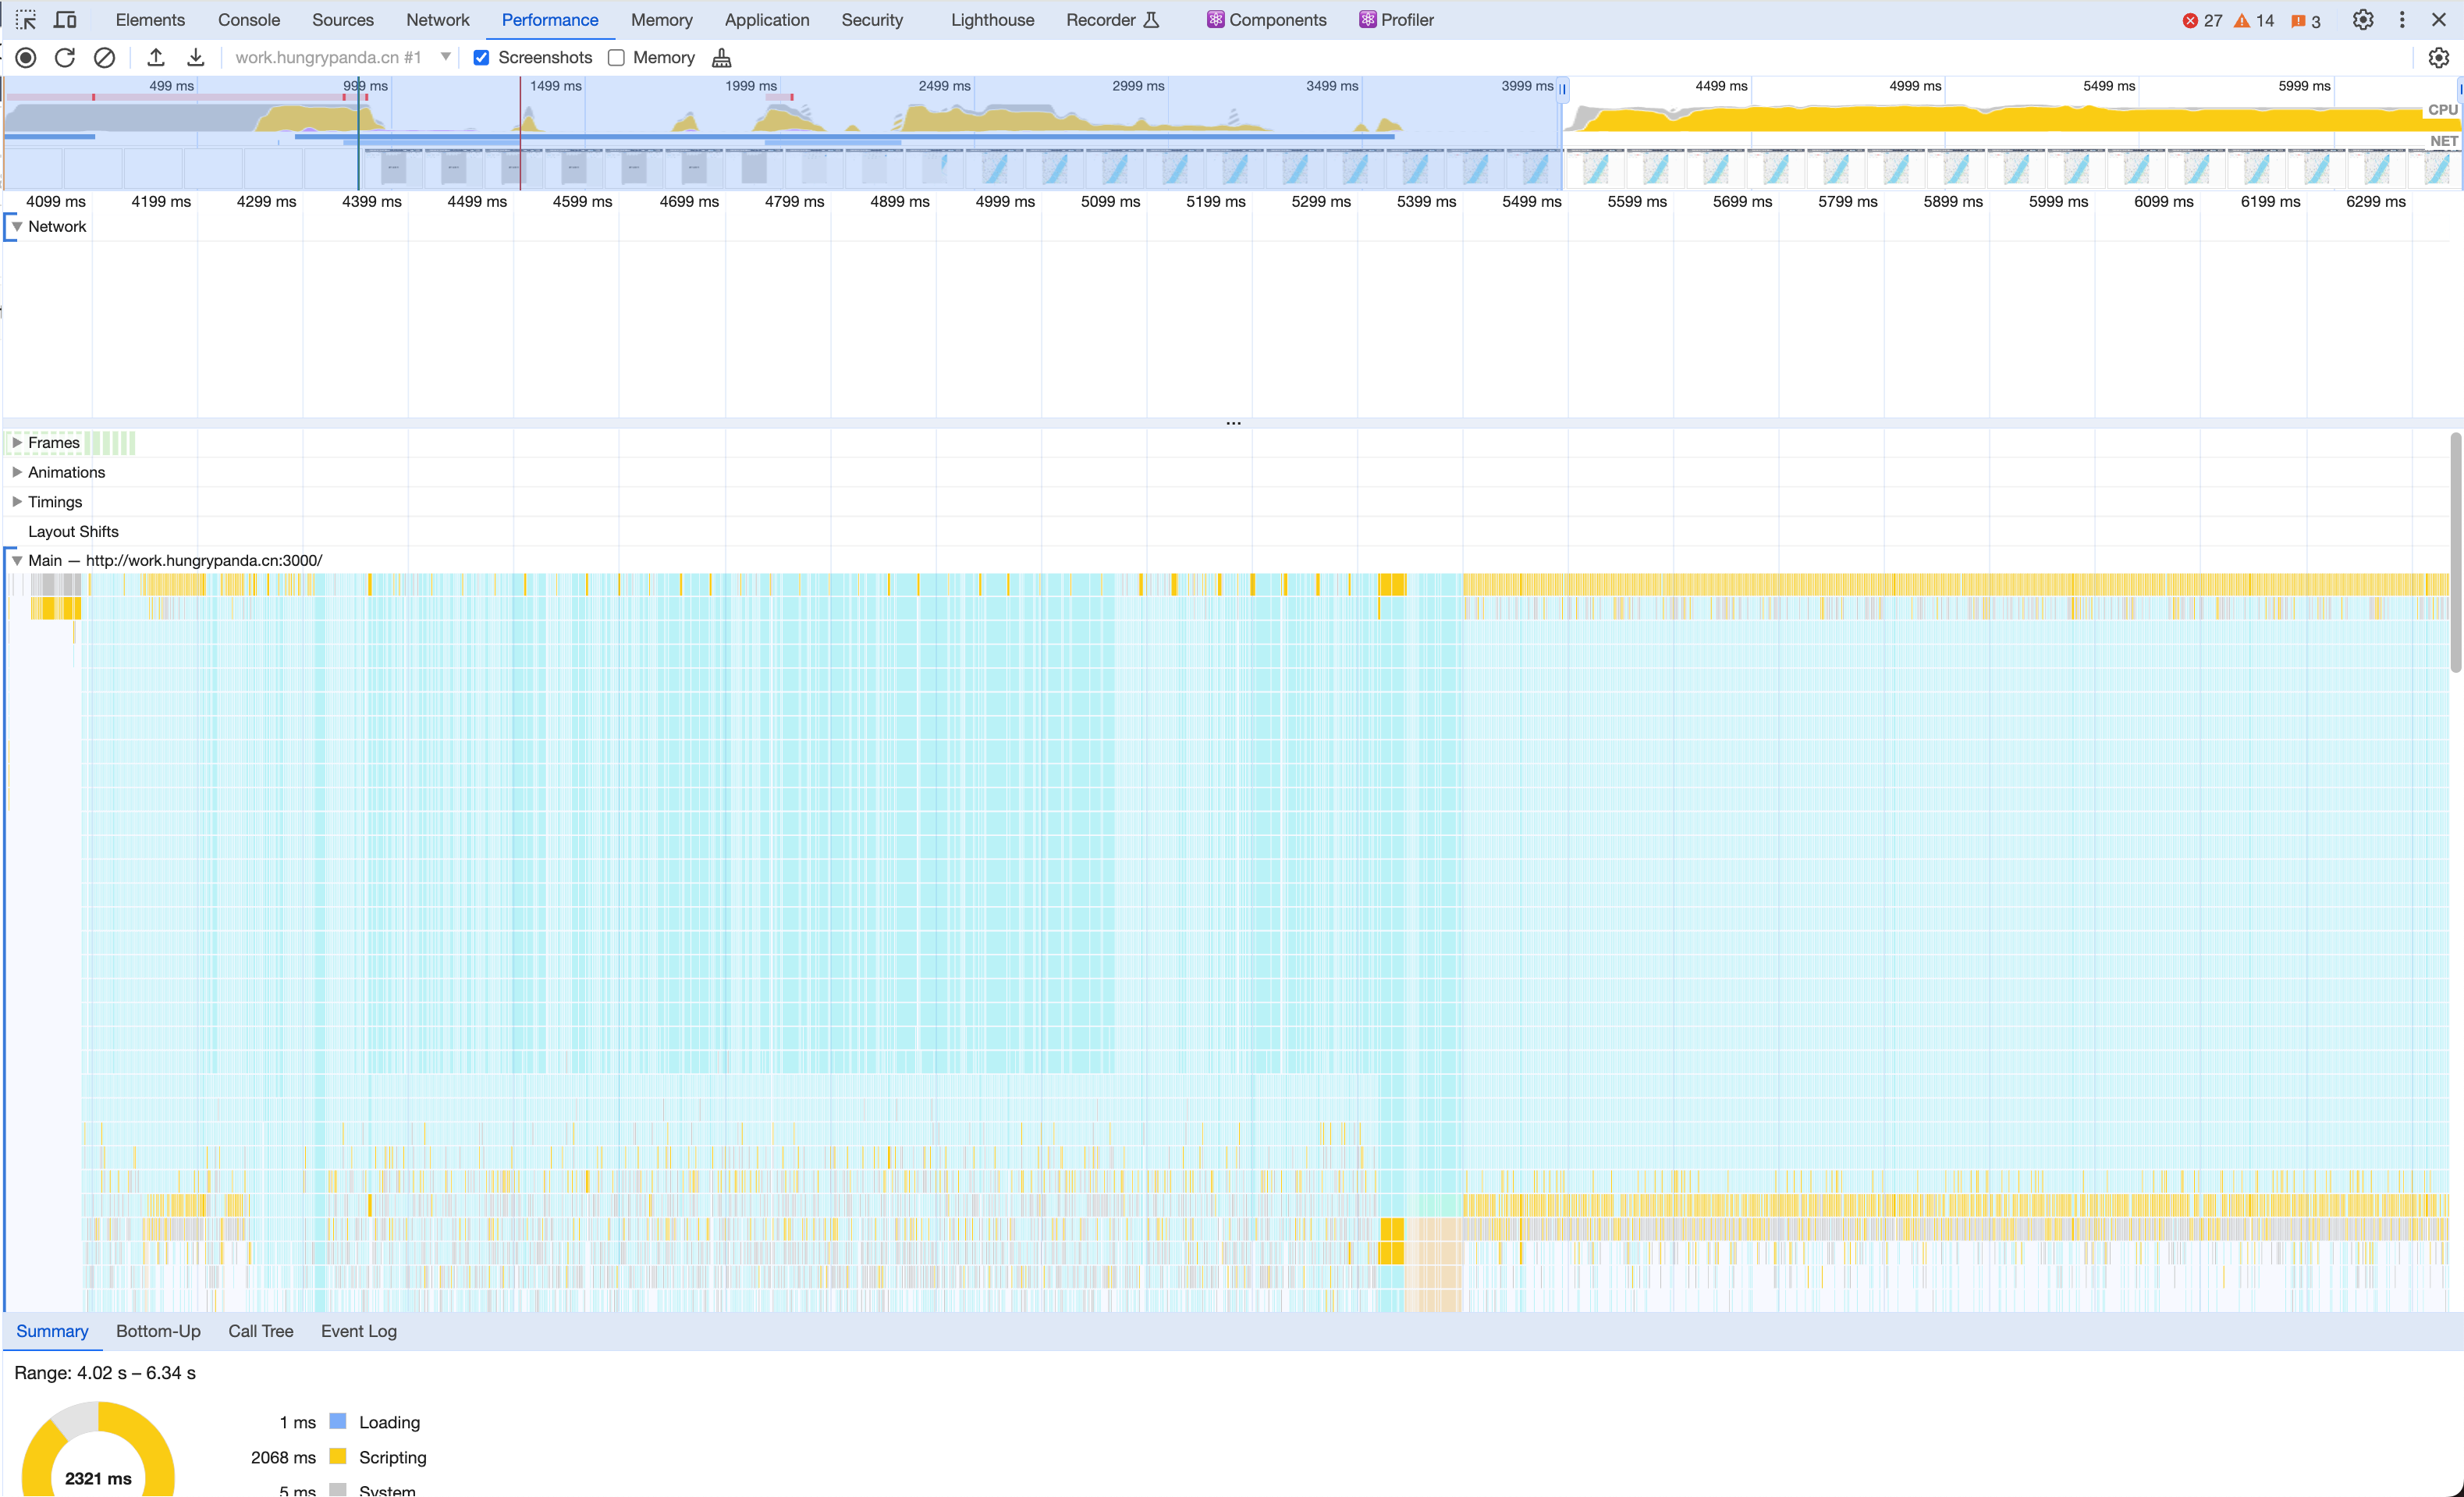 Elements Console Sources Network Performance Memory Application Security Lighthouse Recorder Components Profiler 27 14 3
work.hungrypanda.cn #1 Screenshots Memory
499 ms 999 ms 1499 ms 1999 ms 2499 ms 2999 ms 3499 ms 3999 ms 4499 ms 4999 ms 5499 ms 5999 ms
CPU
NET
4099 ms 4199 ms 4299 ms 4399 ms 4499 ms 4599 ms 4699 ms 4799 ms 4899 ms 4999 ms 5099 ms 5199 ms 5299 ms 5399 ms 5499 ms 5599 ms 5699 ms 5799 ms 5899 ms 5999 ms 6099 ms 6199 ms 6299 ms
Network
Frames
Animations
Timings
Layout Shifts
Main — http://work.hungrypanda.cn:3000/
Summary Bottom-Up Call Tree Event Log
Range: 4.02 s – 6.34 s
1 ms Loading
2068 ms Scripting
2321 ms
5 ms System